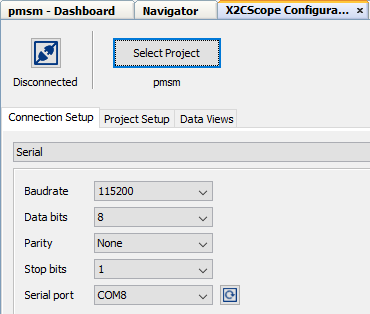 pmsm - Dashboard Navigator X2CScope Configura... ×
Select Project
Disconnected pmsm
Connection Setup Project Setup Data Views
Serial
Baudrate 115200
Data bits 8
Parity None
Stop bits 1
Serial port COM8